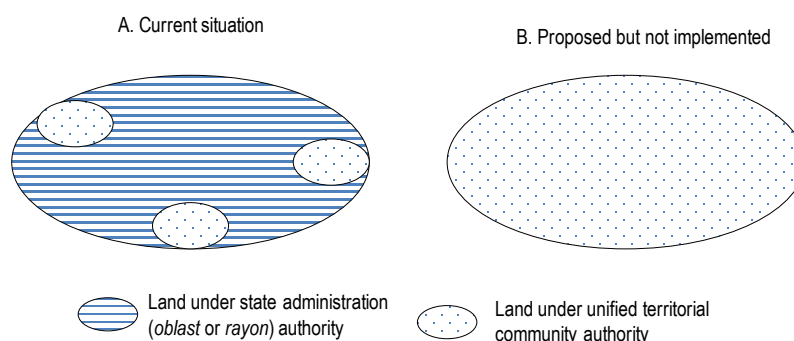 A. Current situation
B. Proposed but not implemented
Land under state administration
(oblast or rayon) authority
Land under unified territorial
community authority